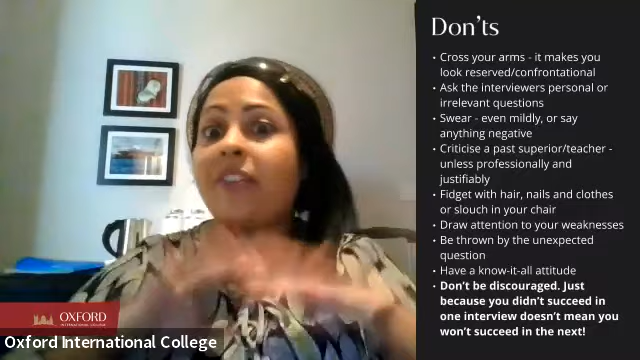 Don'ts
• Cross your arms - it makes you
look reserved/confrontational
• Ask the interviewers personal or
irrelevant questions
• Swear - even mildly, or say
anything negative
• Criticise a past superior/teacher -
unless professionally and
justifiably
• Fidget with hair, nails and clothes
or slouch in your chair
• Draw attention to your weaknesses
• Be thrown by the unexpected
question
• Have a know-it-all attitude
• Don't be discouraged. Just
because you didn't succeed in
one interview doesn't mean you
won't succeed in the next!
OXFORD
INTERNATIONAL COLLEGE
Oxford International College